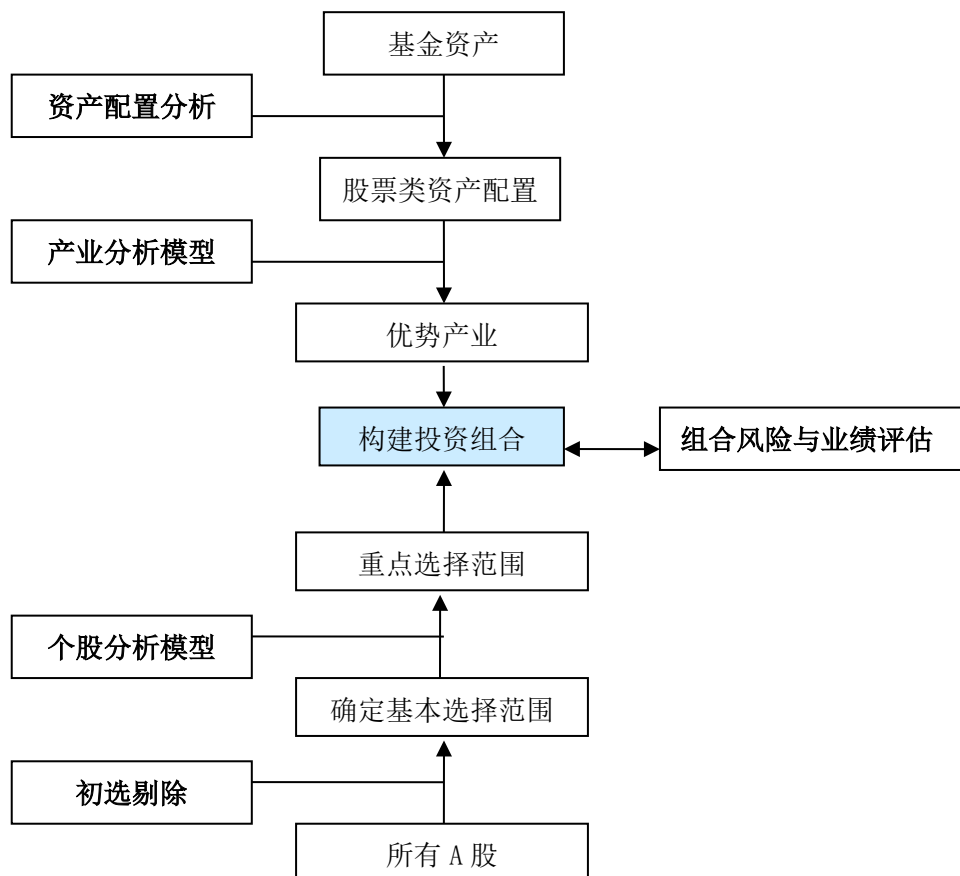 基金资产
资产配置分析
股票类资产配置
产业分析模型
优势产业
构建投资组合
组合风险与业绩评估
重点选择范围
个股分析模型
确定基本选择范围
初选剔除
所有 A 股